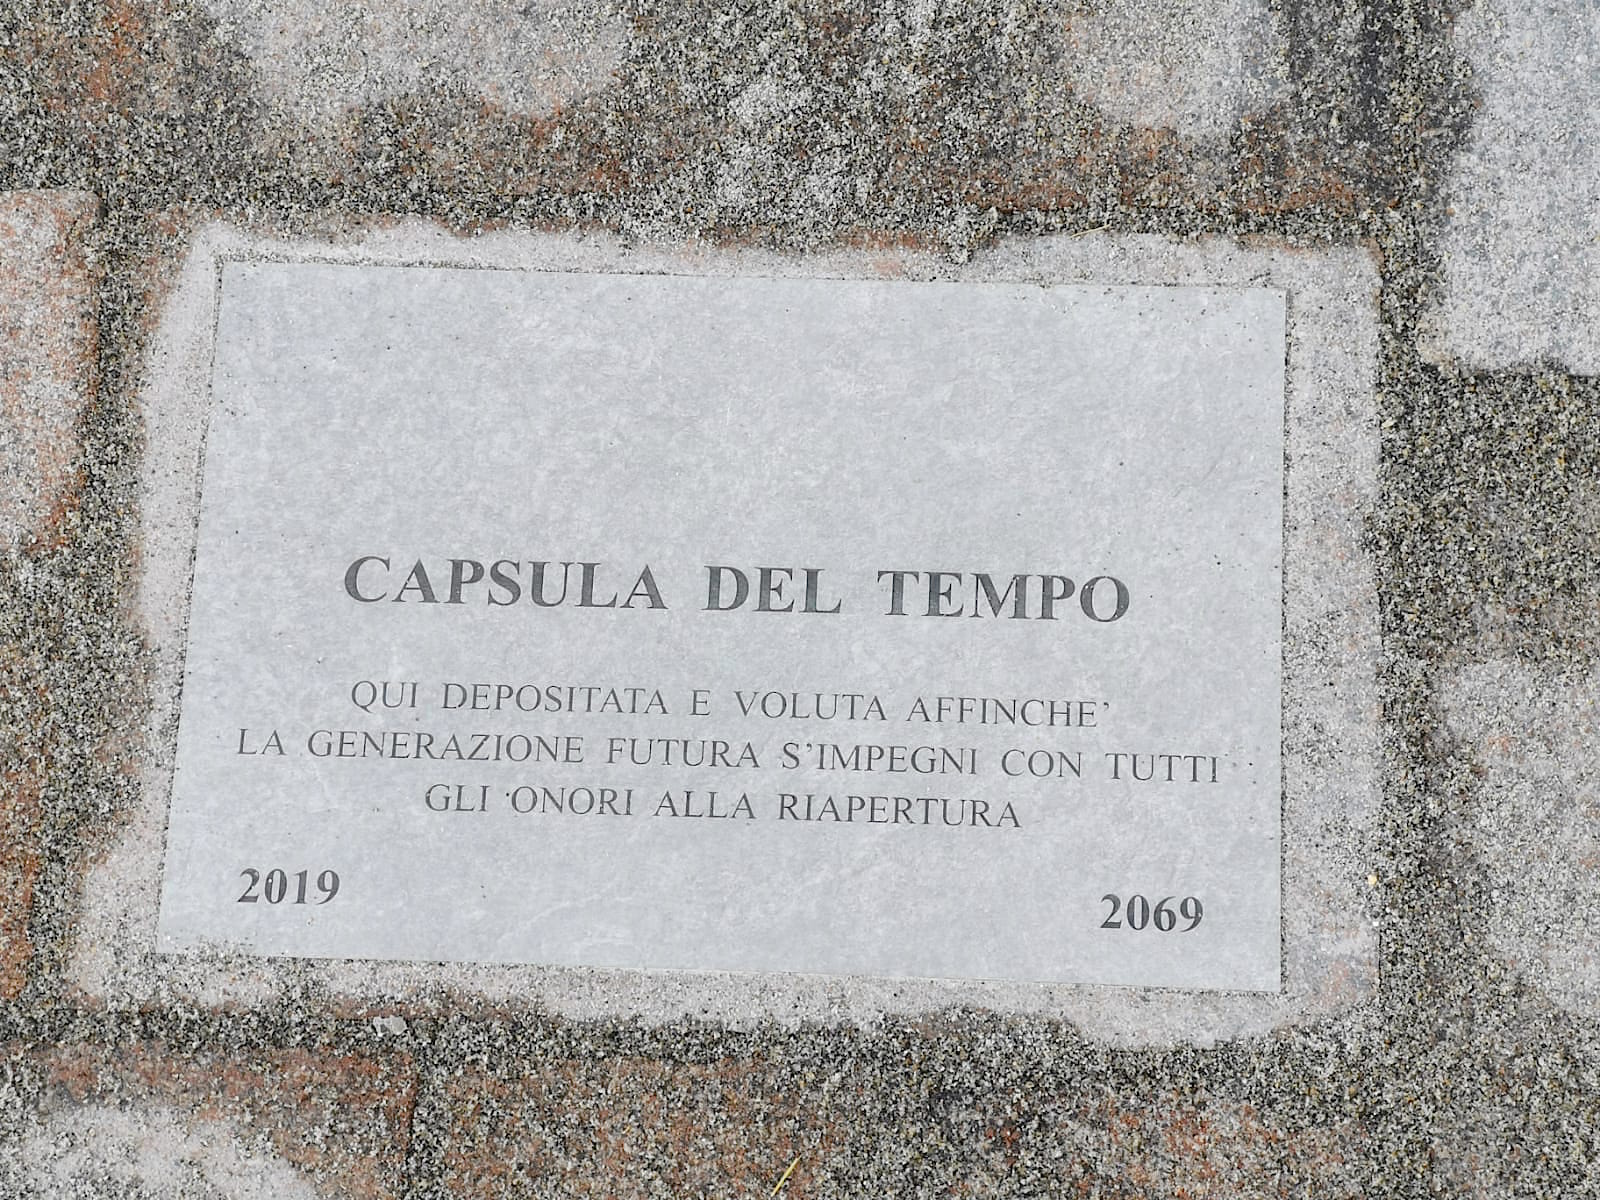 CAPSULA DEL TEMPO
QUI DEPOSITATA E VOLUTA AFFINCHE'
LA GENERAZIONE FUTURA S'IMPEGNI CON TUTTI
GLI ONORI ALLA RIAPERTURA
2019 2069